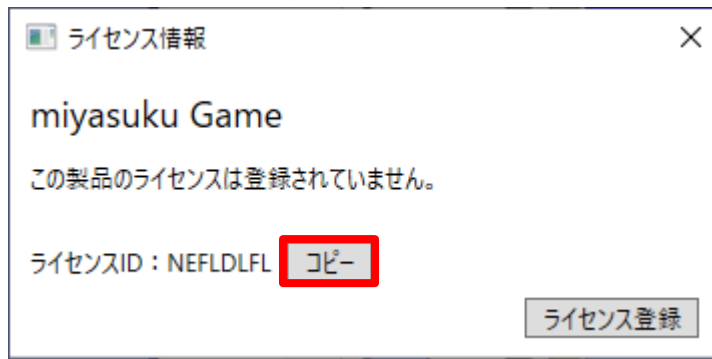 ライセンス情報
miyasuku Game
この製品のライセンスは登録されていません。
ライセンスID：NEFLDLFL コピー
ライセンス登録